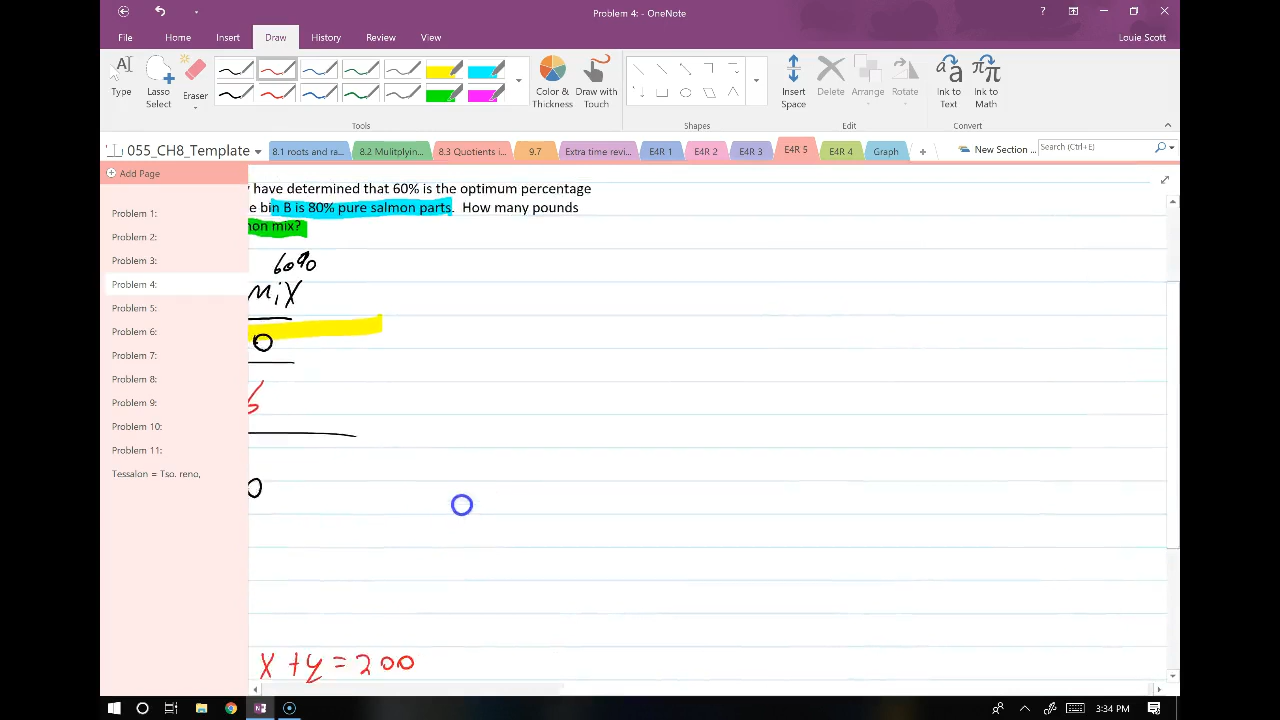 Problem 4: - OneNote
?
File Home Insert Draw History Review View
Louie Scott
Type
Lasso Select
Eraser
Color & Thickness
Draw with Touch
Insert Space
Delete
Arrange
Rotate
Ink to Text
Ink to Math
Tools
Shapes
Edit
Convert
055_CH8_Template
8.1 roots and ra...
8.2 Mulitplyin...
8.3 Quotients i...
9.7
Extra time revi...
E4R 1
E4R 2
E4R 3
E4R 5
E4R 4
Graph
New Section...
Search (Ctrl+E)
Add Page
Problem 1:
Problem 2:
Problem 3:
Problem 4:
Problem 5:
Problem 6:
Problem 7:
Problem 8:
Problem 9:
Problem 10:
Problem 11:
Tessalon = Tso. reno,
y have determined that 60% is the optimum percentage
e bin B is 80% pure salmon parts. How many pounds
non mix?
60%
MiX
0
6
0
X + y = 200
3:34 PM